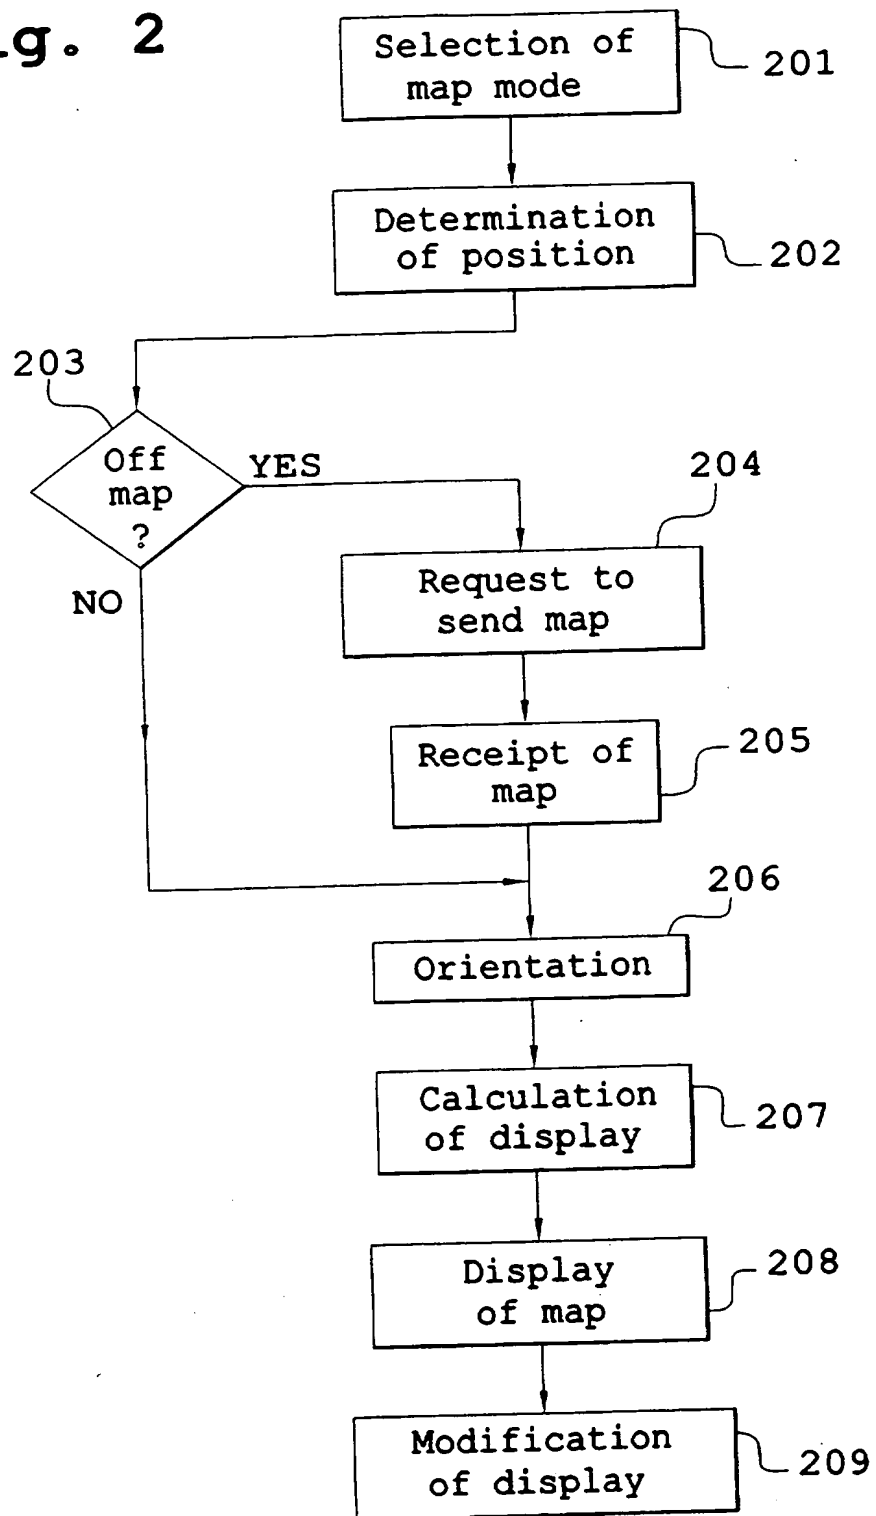 ig. 2
Selection of
map mode
201
Determination
of position
202
203
Off
map
?
YES
NO
204
Request to
send map
Receipt of
map
205
206
Orientation
Calculation
of display
207
Display
of map
208
Modification
of display
209